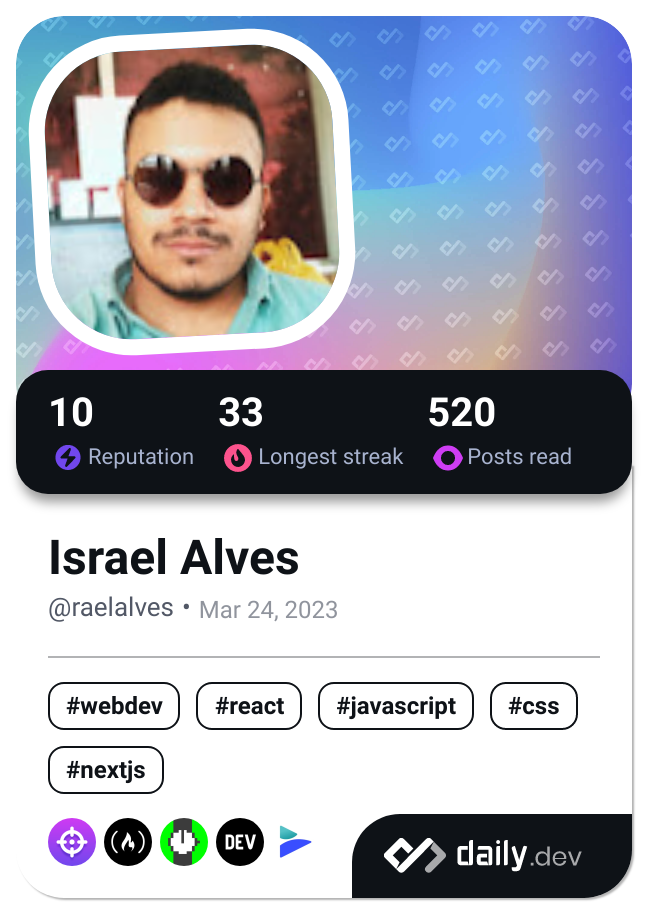 10 33 520
Reputation Longest streak Posts read
Israel Alves
@raelalves • Mar 24, 2023
#webdev #react #javascript #css
#nextjs
DEV daily.dev